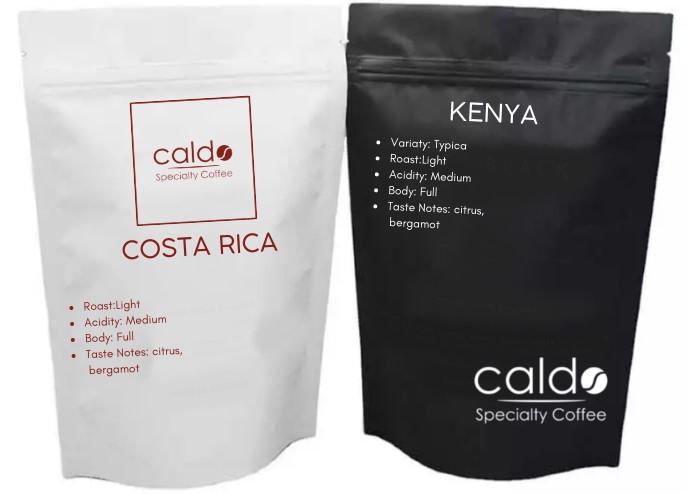 caldo
Specialty Coffee
COSTA RICA
• Roast:Light
• Acidity: Medium
• Body: Full
• Taste Notes: citrus,
bergamot
KENYA
• Variaty: Typica
• Roast:Light
• Acidity: Medium
• Body: Full
• Taste Notes: citrus,
bergamot
caldo
Specialty Coffee